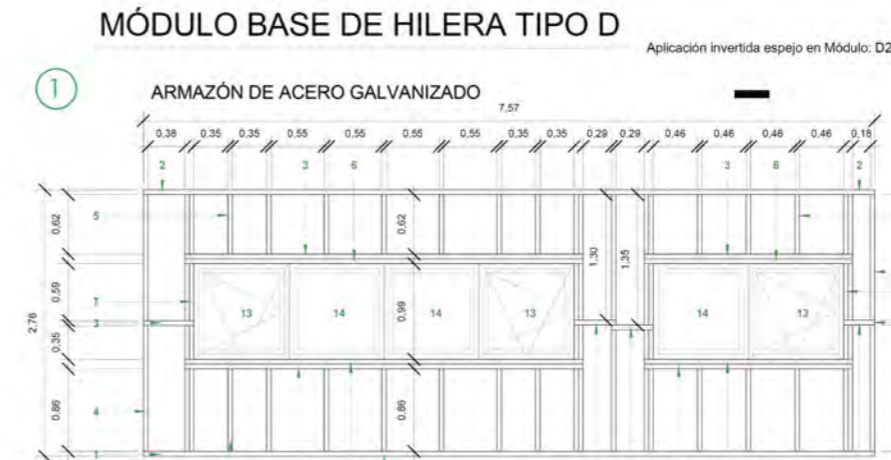 MÓDULO BASE DE HILERA TIPO D
Aplicación invertida espejo en Módulo: D2
1
ARMAZÓN DE ACERO GALVANIZADO
7,57
0,38 0,35 0,35 0,55 0,55 0,55 0,55 0,35 0,35 0,29 0,29 0,46 0,46 0,46 0,46 0,16
2 3 6 3 6 2
5
0,62 0,62
1,30 1,35
7
0,59 0,99
13 14 14 13 14 13
2,76
3
0,35
0,86 0,86
4
1